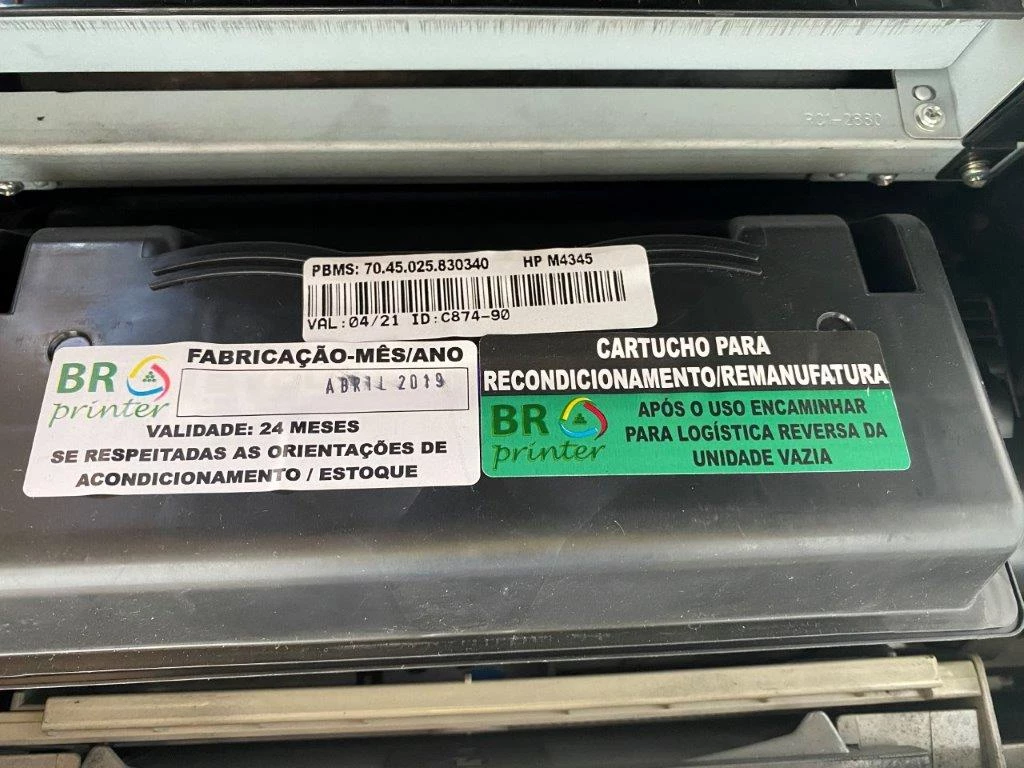 RC1-2880
PBMS: 70.45.025.830340 HP M4345
VAL:04/21 ID:C874-90
BR printer
FABRICAÇÃO-MÊS/ANO
ABRIL 2019
VALIDADE: 24 MESES
SE RESPEITADAS AS ORIENTAÇÕES DE
ACONDICIONAMENTO / ESTOQUE
CARTUCHO PARA
RECONDICIONAMENTO/REMANUFATURA
BR printer
APÓS O USO ENCAMINHAR
PARA LOGÍSTICA REVERSA DA
UNIDADE VAZIA